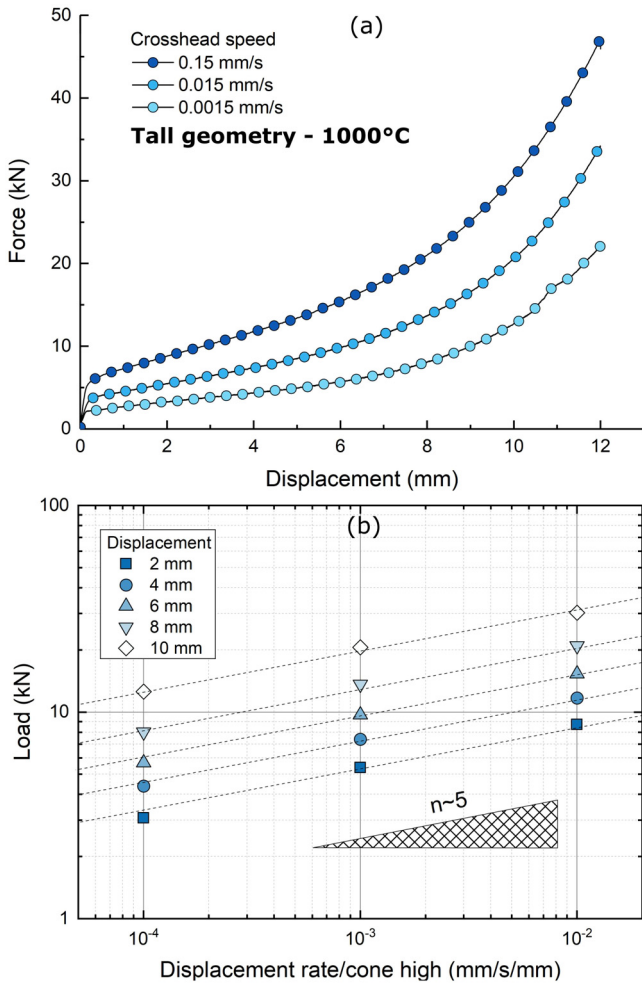 (a)
Crosshead speed
0.15 mm/s
0.015 mm/s
0.0015 mm/s
Tall geometry - 1000°C
Force (kN)
50
40
30
20
10
0
0 2 4 6 8 10 12
Displacement (mm)
(b)
Displacement
2 mm
4 mm
6 mm
8 mm
10 mm
Load (kN)
100
10
1
n~5
10⁻⁴ 10⁻³ 10⁻²
Displacement rate/cone high (mm/s/mm)